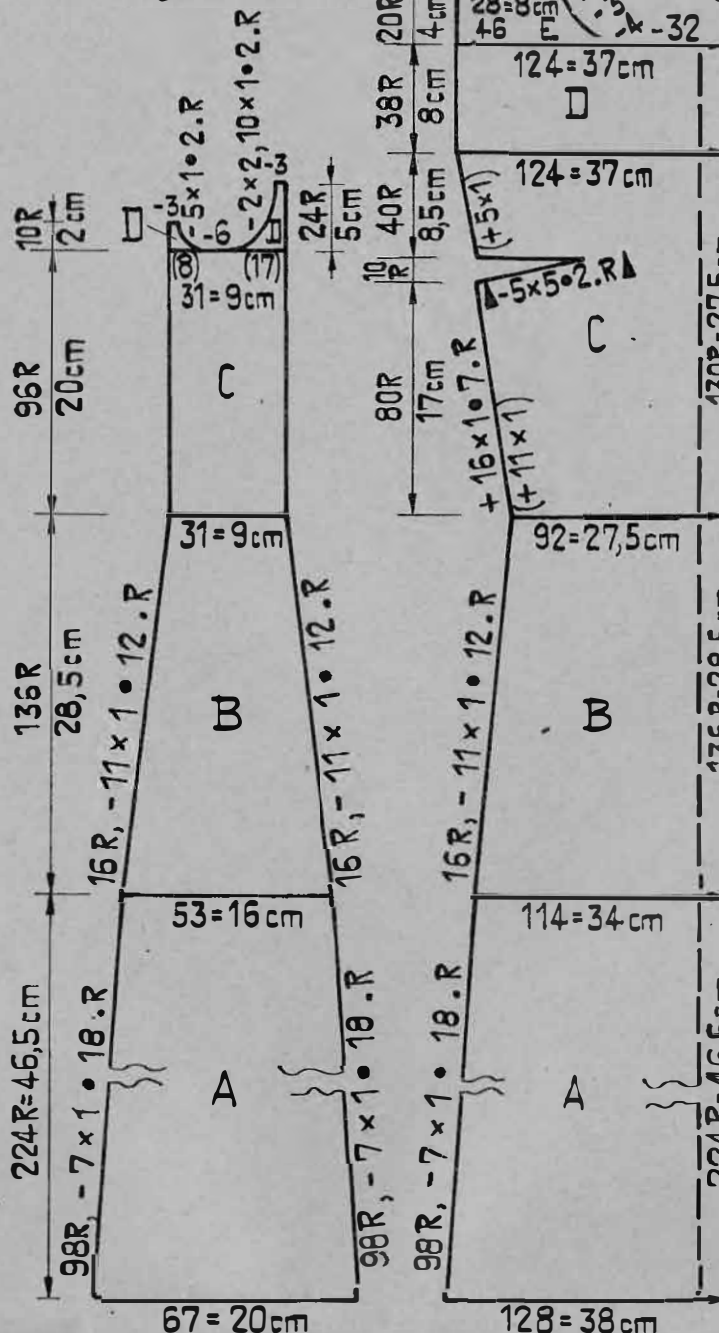 -5×1•2.R
-2×2,10×1•2.R
-3
-3
-6
10R
2cm
D
D
24R
5cm
(8)
(17)
31=9cm
96R
20cm
C
31=9cm
136R
28,5cm
16R,-11×1•12.R
B
16R,-11×1•12.R
53=16cm
224R=46,5cm
98R,-7×1•18.R
A
98R,-7×1•18.R
67=20cm
20R
4cm
28=8cm
46 E
-32
38R
8cm
124=37cm
D
124=37cm
40R
8,5cm
(+5×1)
10R
-5×5•2.R
C
80R
17cm
+16×1•7.R
(+11×1)
92=27,5cm
16R,-11×1•12.R
B
114=34cm
98R,-7×1•18.R
A
128=38cm